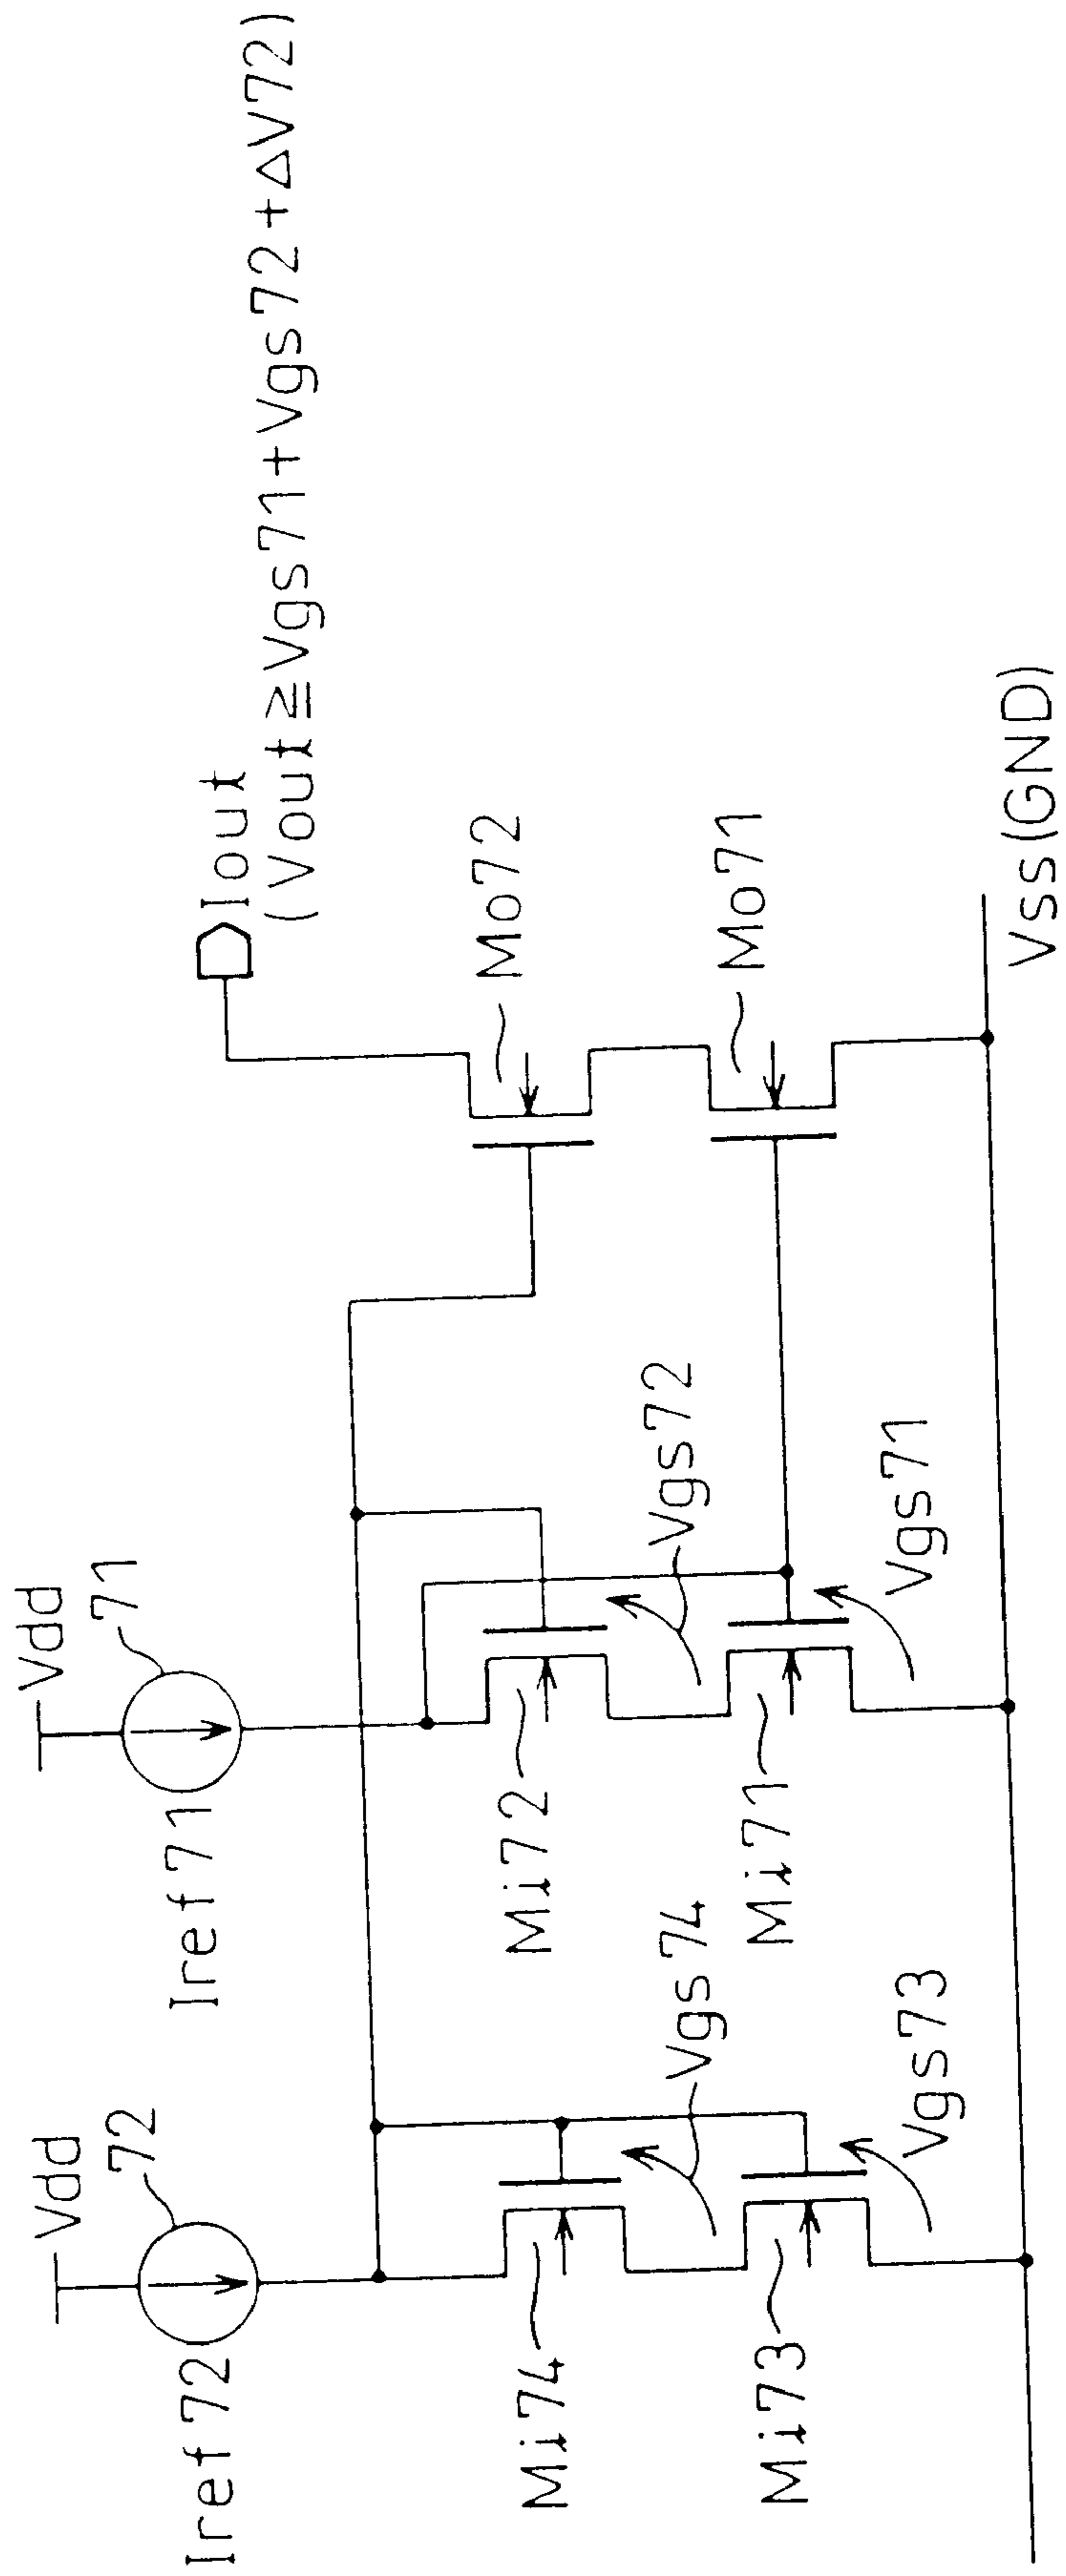 Vdd
72
Iref72
Vdd
71
Iref71
Iout
(Vout≧Vgs71+Vgs72+ΔV72)
Mi74
Vgs74
Mi72
Vgs72
Mo72
Mi73
Vgs73
Mi71
Vgs71
Mo71
Vss(GND)